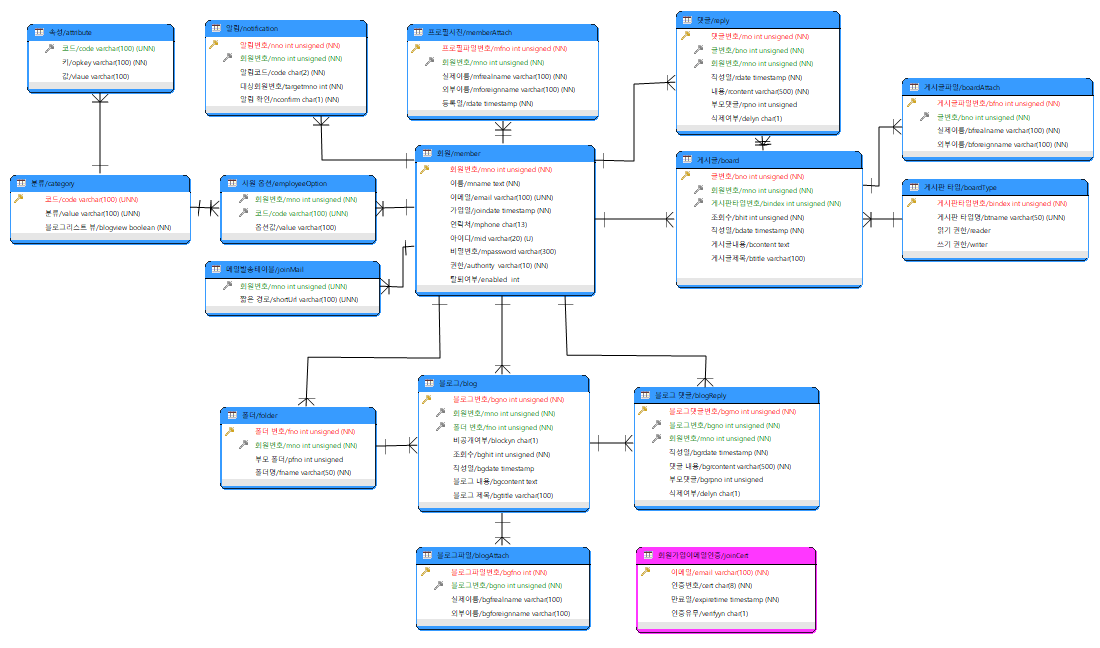 속성/attribute
코드/code varchar(100) (UNN)
키/opkey varchar(100) (NN)
값/vlaue varchar(100)
알림/notification
알림번호/nno int unsigned (NN)
회원번호/mno int unsigned (NN)
알림코드/code char(2) (NN)
대상회원번호/targetmno int (NN)
알림 확인/nconfirm char(1) (NN)
프로필사진/memberAttach
프로필파일번호/mfno int unsigned (NN)
회원번호/mno int unsigned (NN)
실제이름/mfrealname varchar(100) (NN)
외부이름/mforeignname varchar(100) (NN)
등록일/rdate timestamp (NN)
댓글/reply
댓글번호/rno int unsigned (NN)
글번호/bno int unsigned (NN)
회원번호/mno int unsigned (NN)
작성일/rdate timestamp (NN)
내용/rcontent varchar(500) (NN)
부모댓글/rpno int unsigned
삭제여부/delyn char(1)
게시글파일/boardAttach
게시글파일번호/bfno int unsigned (NN)
글번호/bno int unsigned (NN)
실제이름/bfrealname varchar(100) (NN)
외부이름/bforeignname varchar(100) (NN)
분류/category
코드/code varchar(100) (UNN)
분류/value varchar(100) (UNN)
블로그리스트 뷰/blogview boolean (NN)
사원 옵션/employeeOption
회원번호/mno int unsigned (NN)
코드/code varchar(100) (UNN)
옵션값/value varchar(100)
회원/member
회원번호/mno int unsigned (NN)
이름/mname text (NN)
이메일/email varchar(100) (UNN)
가입일/joindate timestamp (NN)
연락처/mphone char(13)
아이디/mid varchar(20) (U)
비밀번호/mpassword varchar(300)
권한/authority varchar(10) (NN)
탈퇴여부/enabled int
게시글/board
글번호/bno int unsigned (NN)
회원번호/mno int unsigned (NN)
게시판타입번호/bindex int unsigned (NN)
조회수/bhit int unsigned (NN)
작성일/bdate timestamp (NN)
게시글내용/bcontent text
게시글제목/btitle varchar(100)
게시판 타입/boardType
게시판타입번호/bindex int unsigned (NN)
게시판 타입명/btname varchar(50) (UNN)
읽기 권한/reader
쓰기 권한/writer
메일발송테이블/joinMail
회원번호/mno int unsigned (UNN)
짧은 경로/shortUrl varchar(100) (UNN)
폴더/folder
폴더 번호/fno int unsigned (NN)
회원번호/mno int unsigned (NN)
부모 폴더/pfno int unsigned
폴더명/fname varchar(50) (NN)
블로그/blog
블로그번호/bgno int unsigned (NN)
회원번호/mno int unsigned (NN)
폴더 번호/fno int unsigned (NN)
비공개여부/blockyn char(1)
조회수/bghit int unsigned (NN)
작성일/bgdate timestamp
블로그 내용/bgcontent text
블로그 제목/bgtitle varchar(100)
블로그 댓글/blogReply
블로그댓글번호/bgrno int unsigned (NN)
블로그번호/bgno int unsigned (NN)
회원번호/mno int unsigned (NN)
작성일/bgrdate timestamp (NN)
댓글 내용/bgrcontent varchar(500) (NN)
부모댓글/bgrpno int unsigned
삭제여부/delyn char(1)
블로그파일/blogAttach
블로그파일번호/bgfno int (NN)
블로그번호/bgno int unsigned (NN)
실제이름/bgfrealname varchar(100)
외부이름/bgforeignname varchar(100)
회원가입이메일인증/joinCert
이메일/email varchar(100) (NN)
인증번호/cert char(8) (NN)
만료일/expiretime timestamp (NN)
인증유무/verifyyn char(1)